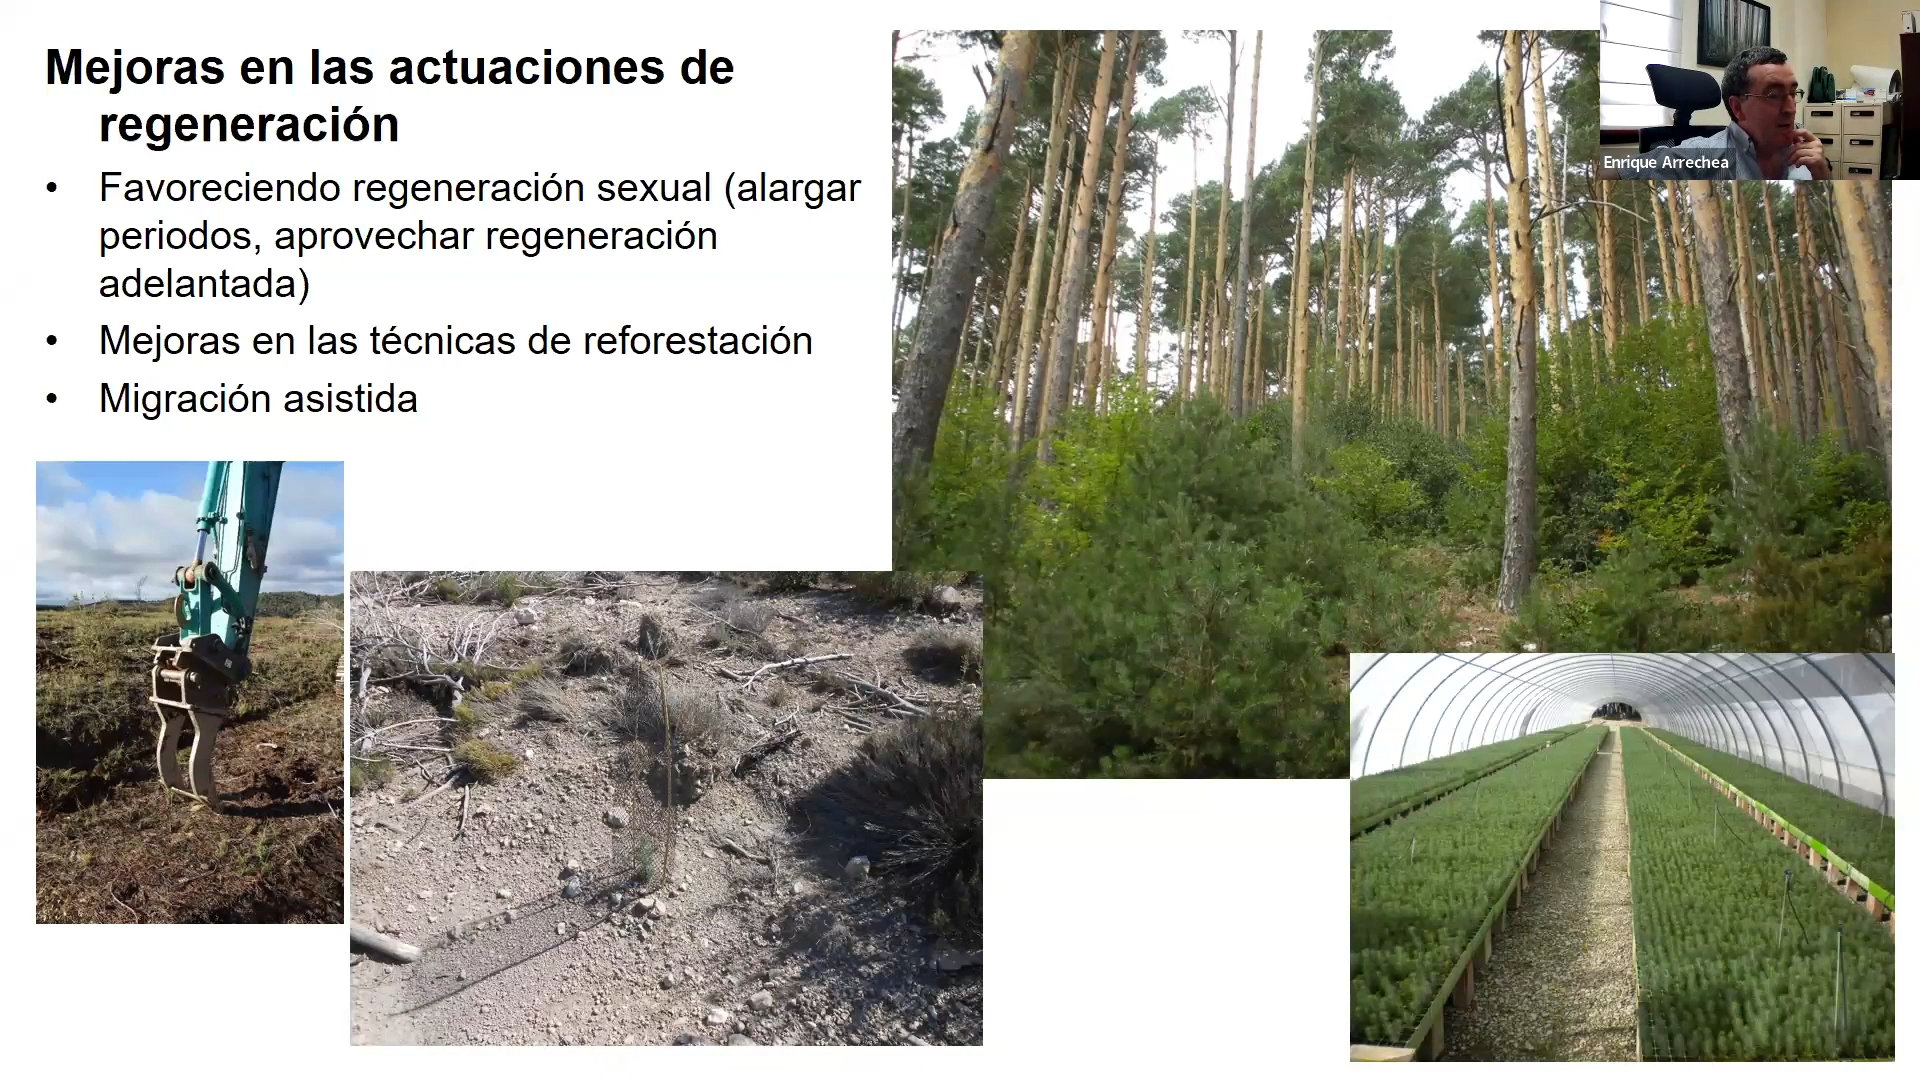 Mejoras en las actuaciones de
regeneración
• Favoreciendo regeneración sexual (alargar
periodos, aprovechar regeneración
adelantada)
• Mejoras en las técnicas de reforestación
• Migración asistida
Enrique Arrechea